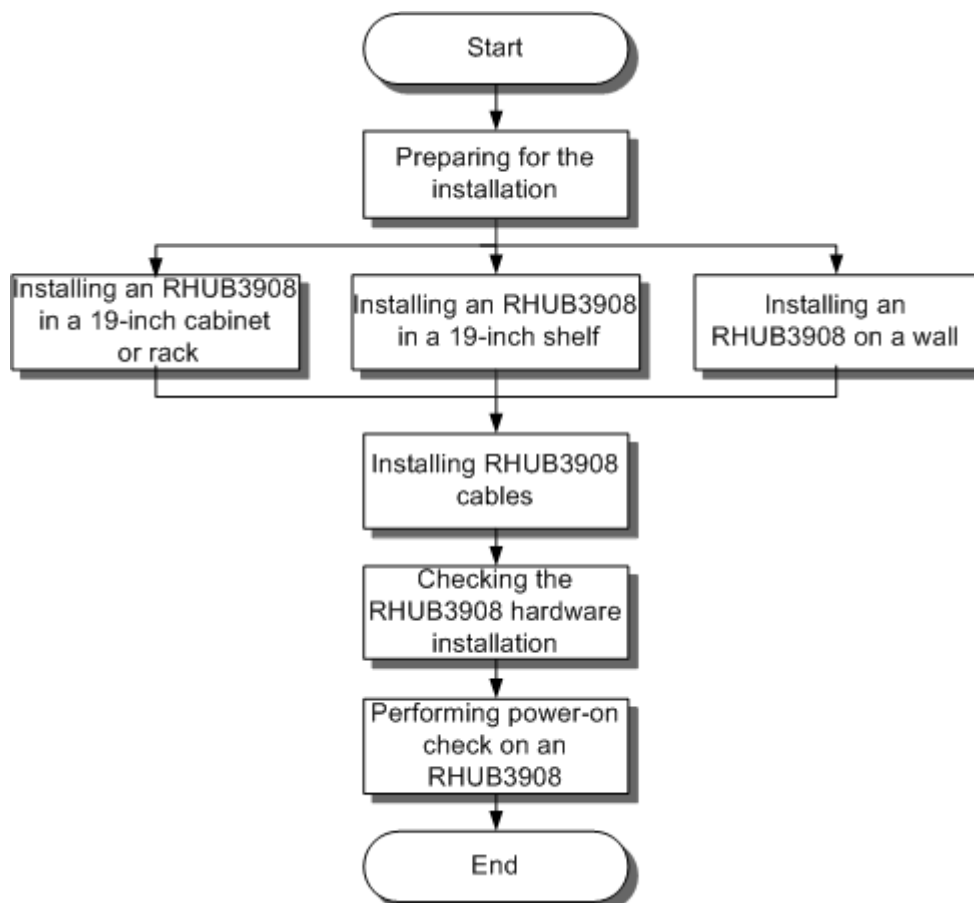 Start
Preparing for the
installation
Installing an RHUB3908
in a 19-inch cabinet
or rack
Installing an RHUB3908
in a 19-inch shelf
Installing an
RHUB3908 on a wall
Installing RHUB3908
cables
Checking the
RHUB3908 hardware
installation
Performing power-on
check on an
RHUB3908
End